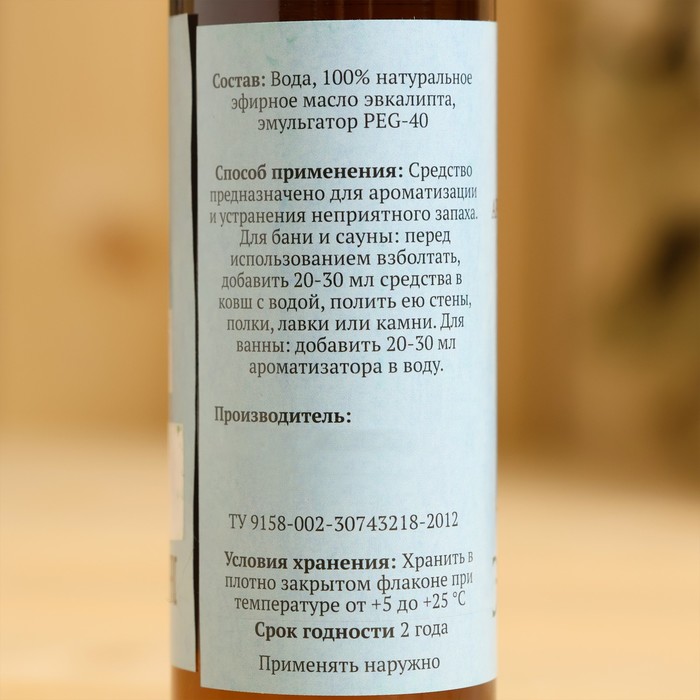 Состав: Вода, 100% натуральное
эфирное масло эвкалипта,
эмульгатор PEG-40
Способ применения: Средство
предназначено для ароматизации
и устранения неприятного запаха.
Для бани и сауны: перед
использованием взболтать,
добавить 20-30 мл средства в
ковш с водой, полить ею стены,
полки, лавки или камни. Для
ванны: добавить 20-30 мл
ароматизатора в воду.
Производитель:
ТУ 9158-002-30743218-2012
Условия хранения: Хранить в
плотно закрытом флаконе при
температуре от +5 до +25 °С
Срок годности 2 года
Применять наружно